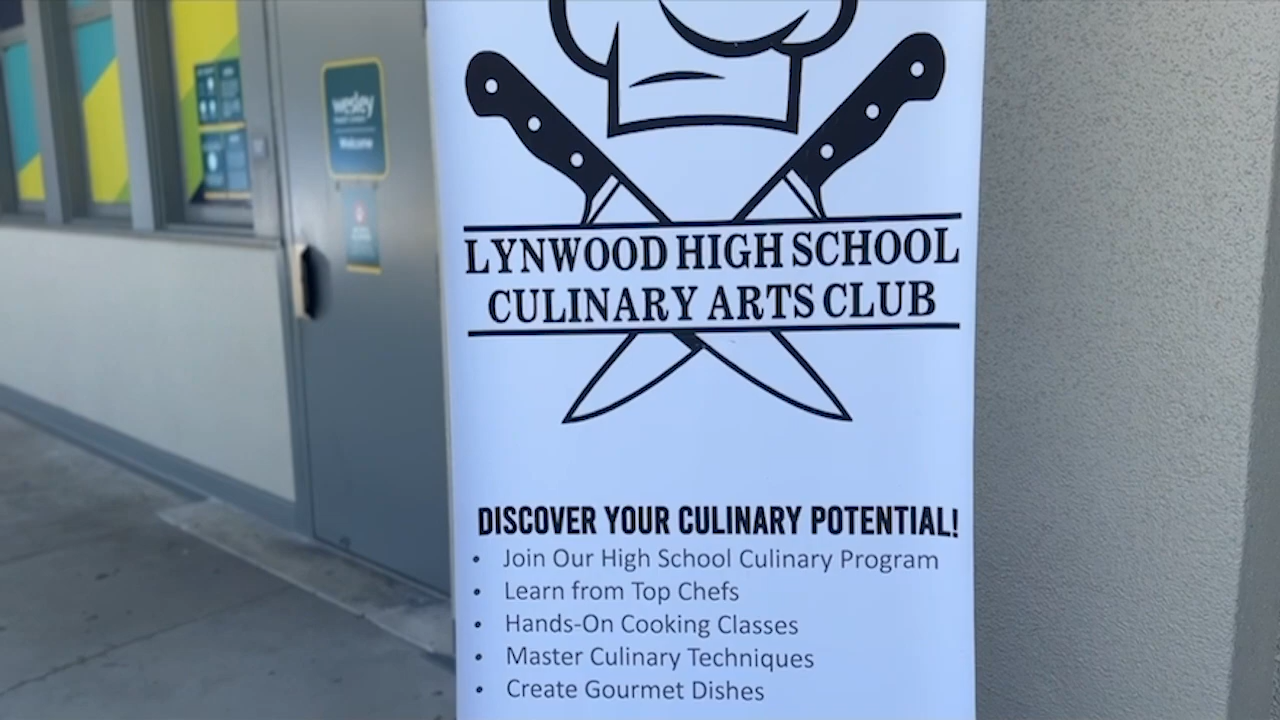 wesley
Welcome
LYNWOOD HIGH SCHOOL
CULINARY ARTS CLUB
DISCOVER YOUR CULINARY POTENTIAL!
• Join Our High School Culinary Program
• Learn from Top Chefs
• Hands-On Cooking Classes
• Master Culinary Techniques
• Create Gourmet Dishes